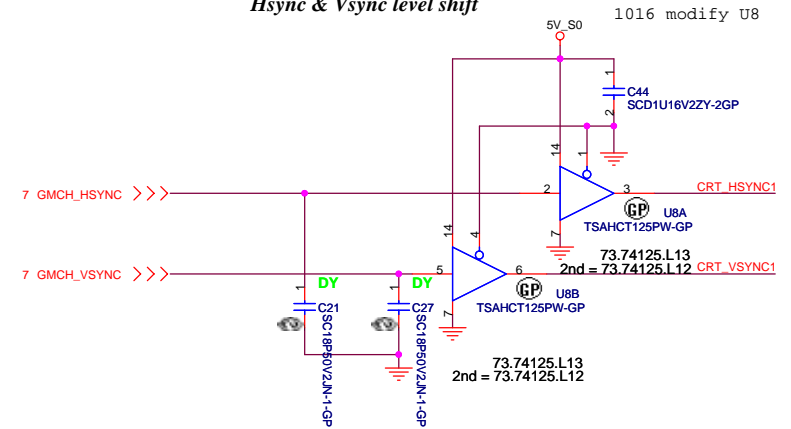 Hsync & Vsync level shift
1016 modify U8
5V_S0
1
C44
SCD1U16V2ZY-2GP
2
14
1
7 GMCH_HSYNC
2
3
CRT_HSYNC1
GP
U8A
TSAHCT125PW-GP
7
14
4
73.74125.L13
2nd = 73.74125.L12
7 GMCH_VSYNC
5
6
CRT_VSYNC1
DY
DY
GP
U8B
TSAHCT125PW-GP
1
1
C21
C27
SC18P50V2JN-1-GP
SC18P50V2JN-1-GP
2
2
7
73.74125.L13
2nd = 73.74125.L12